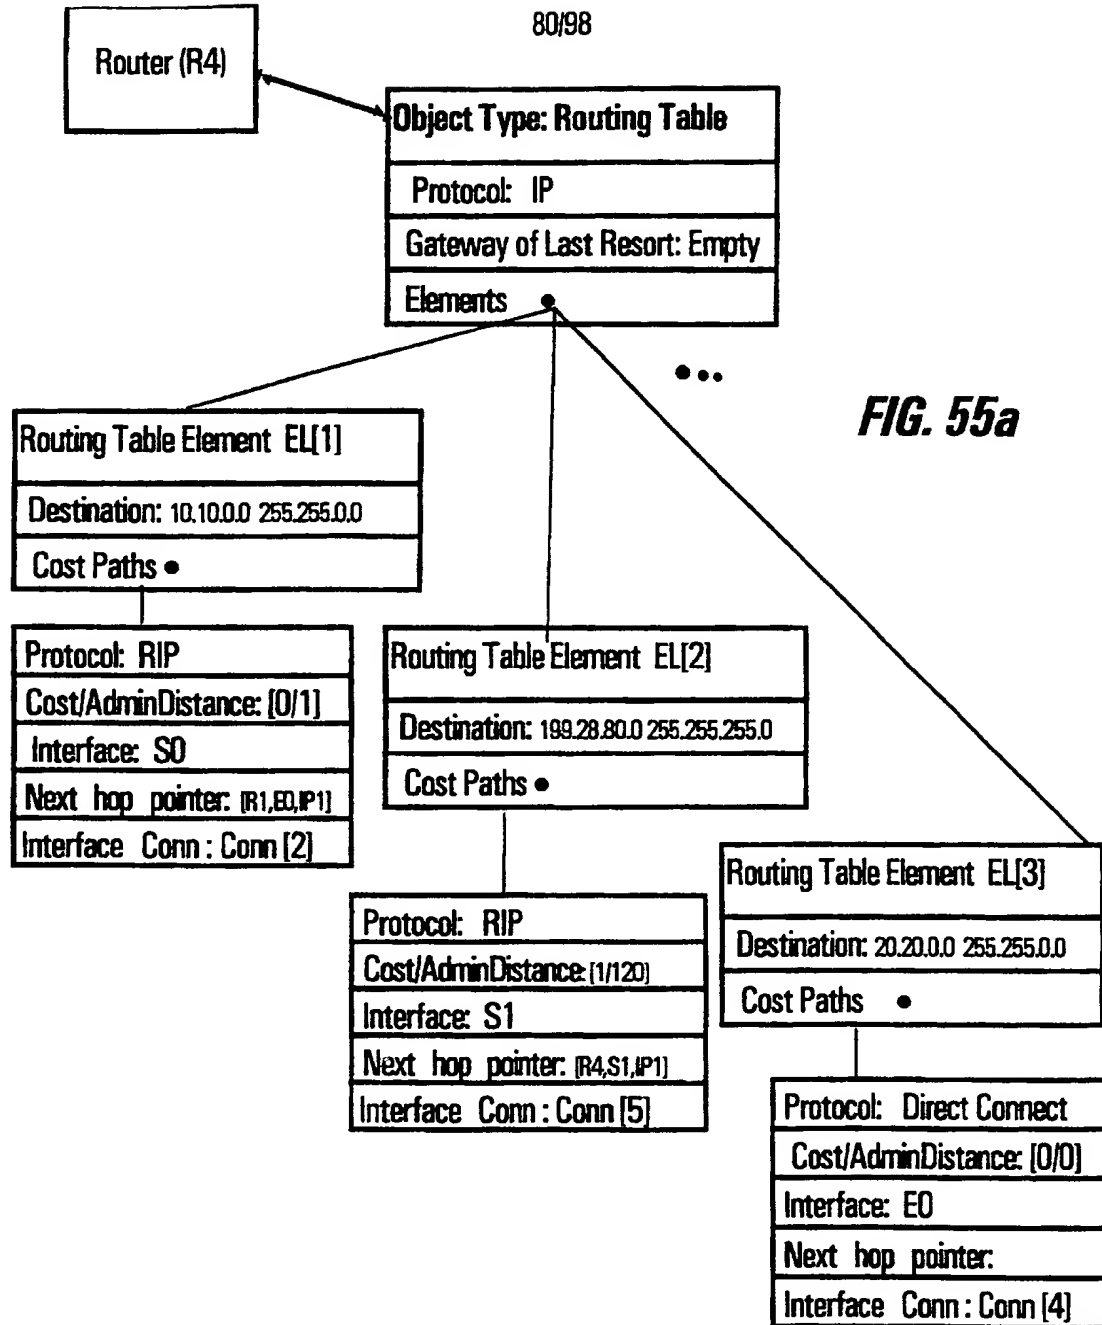 80/98
Router (R4)
Object Type: Routing Table
Protocol: IP
Gateway of Last Resort: Empty
Elements
FIG. 55a
Routing Table Element EL[1]
Destination: 10.10.0.0 255.255.0.0
Cost Paths
Protocol: RIP
Cost/AdminDistance: [0/1]
Interface: S0
Next hop pointer: [R1,E0,IP1]
Interface Conn : Conn [2]
Routing Table Element EL[2]
Destination: 199.28.80.0 255.255.255.0
Cost Paths
Protocol: RIP
Cost/AdminDistance: [1/120]
Interface: S1
Next hop pointer: [R4,S1,IP1]
Interface Conn : Conn [5]
Routing Table Element EL[3]
Destination: 20.20.0.0 255.255.0.0
Cost Paths
Protocol: Direct Connect
Cost/AdminDistance: [0/0]
Interface: E0
Next hop pointer:
Interface Conn : Conn [4]